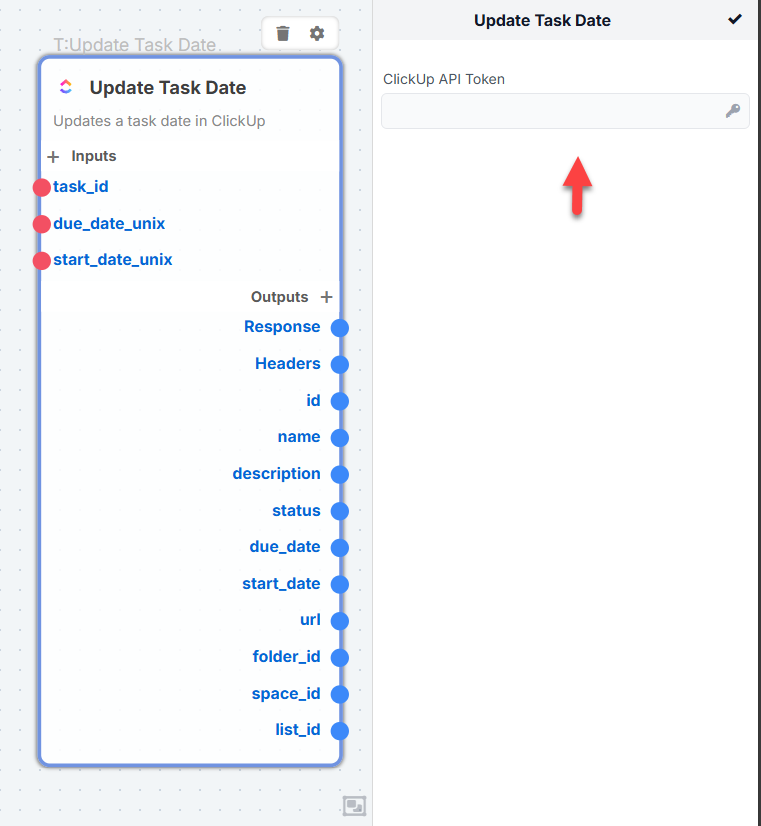 T:Update Task Date
Update Task Date
Updates a task date in ClickUp
Inputs
task_id
due_date_unix
start_date_unix
Outputs
Response
Headers
id
name
description
status
due_date
start_date
url
folder_id
space_id
list_id
Update Task Date
ClickUp API Token